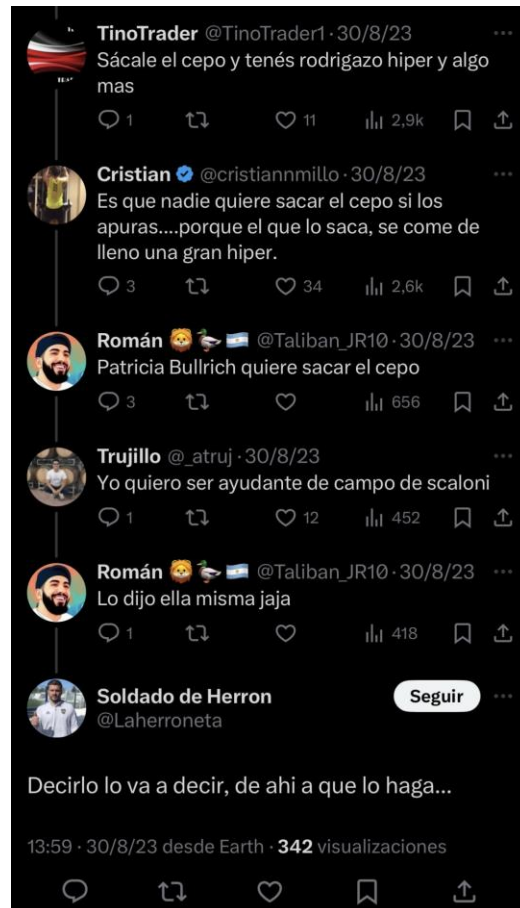 TinoTrader @TinoTrader1 · 30/8/23
Sácale el cepo y tenés rodrigazo hiper y algo
mas
1 11 2,9k
Cristian @cristiannmillo · 30/8/23
Es que nadie quiere sacar el cepo si los
apuras....porque el que lo saca, se come de
lleno una gran hiper.
3 34 2,6k
Román @Taliban_JR10 · 30/8/23
Patricia Bullrich quiere sacar el cepo
3 656
Trujillo @_atruj · 30/8/23
Yo quiero ser ayudante de campo de scaloni
1 12 452
Román @Taliban_JR10 · 30/8/23
Lo dijo ella misma jaja
1 418
Soldado de Herron
Seguir
@Laherroneta
Decirlo lo va a decir, de ahi a que lo haga...
13:59 · 30/8/23 desde Earth · 342 visualizaciones